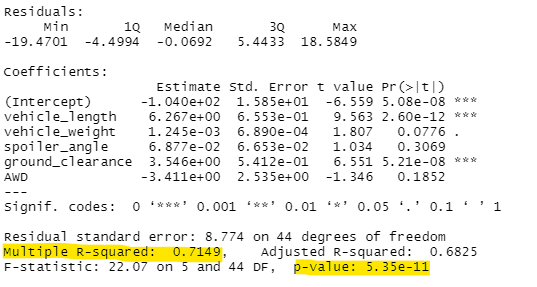 Residuals:
Min 1Q Median 3Q Max
-19.4701 -4.4994 -0.0692 5.4433 18.5849
Coefficients:
Estimate Std. Error t value Pr(>|t|)
(Intercept) -1.040e+02 1.585e+01 -6.559 5.08e-08 ***
vehicle_length 6.267e+00 6.553e-01 9.563 2.60e-12 ***
vehicle_weight 1.245e-03 6.890e-04 1.807 0.0776 .
spoiler_angle 6.877e-02 6.653e-02 1.034 0.3069
ground_clearance 3.546e+00 5.412e-01 6.551 5.21e-08 ***
AWD -3.411e+00 2.535e+00 -1.346 0.1852
---
Signif. codes: 0 ‘***’ 0.001 ‘**’ 0.01 ‘*’ 0.05 ‘.’ 0.1 ‘ ’ 1
Residual standard error: 8.774 on 44 degrees of freedom
Multiple R-squared: 0.7149, Adjusted R-squared: 0.6825
F-statistic: 22.07 on 5 and 44 DF, p-value: 5.35e-11